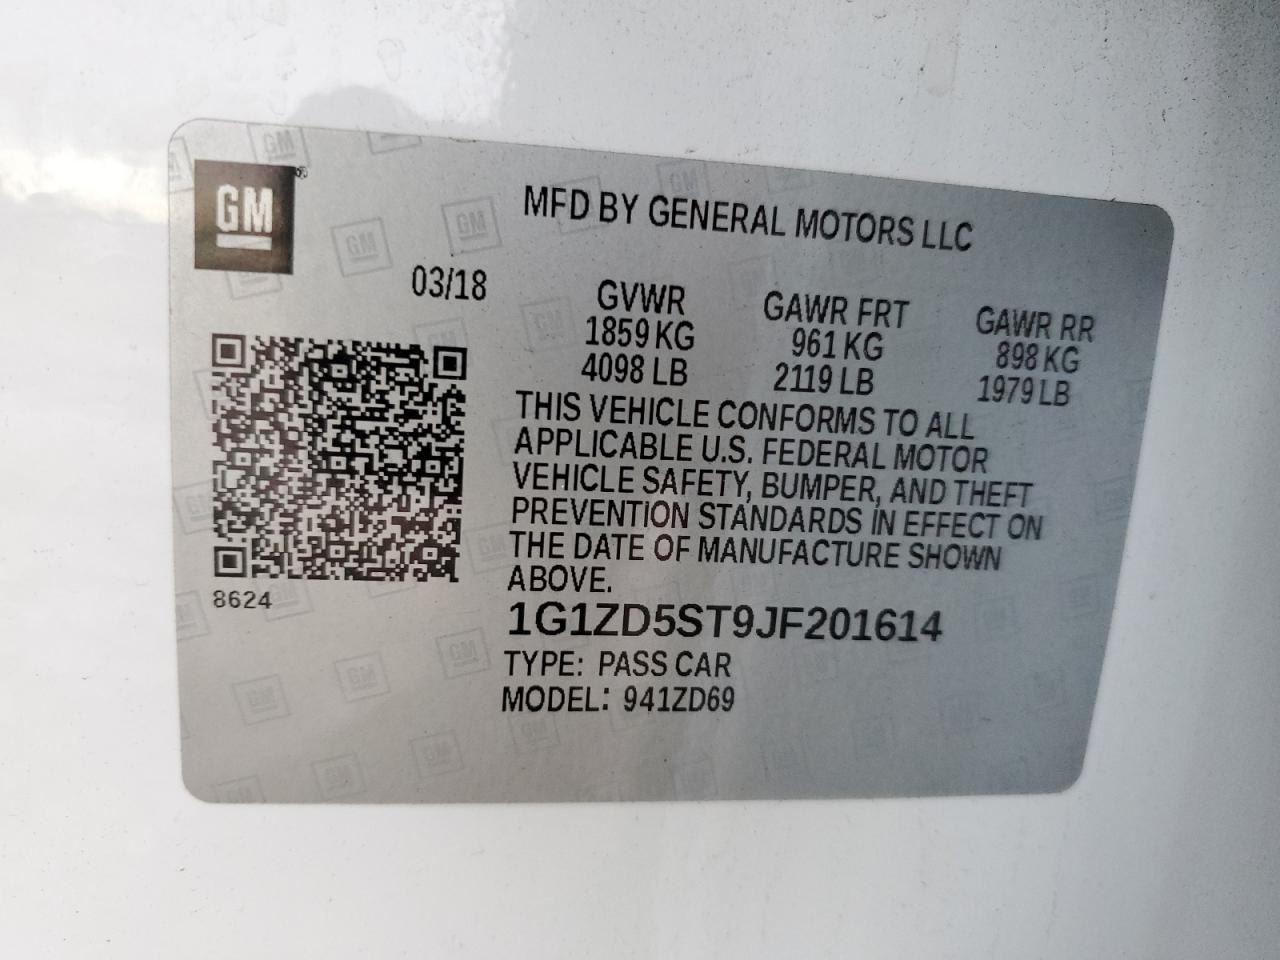 GM
MFD BY GENERAL MOTORS LLC
03/18
GVWR GAWR FRT GAWR RR
1859 KG 961 KG 898 KG
4098 LB 2119 LB 1979 LB
THIS VEHICLE CONFORMS TO ALL
APPLICABLE U.S. FEDERAL MOTOR
VEHICLE SAFETY, BUMPER, AND THEFT
PREVENTION STANDARDS IN EFFECT ON
THE DATE OF MANUFACTURE SHOWN
ABOVE.
8624
1G1ZD5ST9JF201614
TYPE: PASS CAR
MODEL: 941ZD69